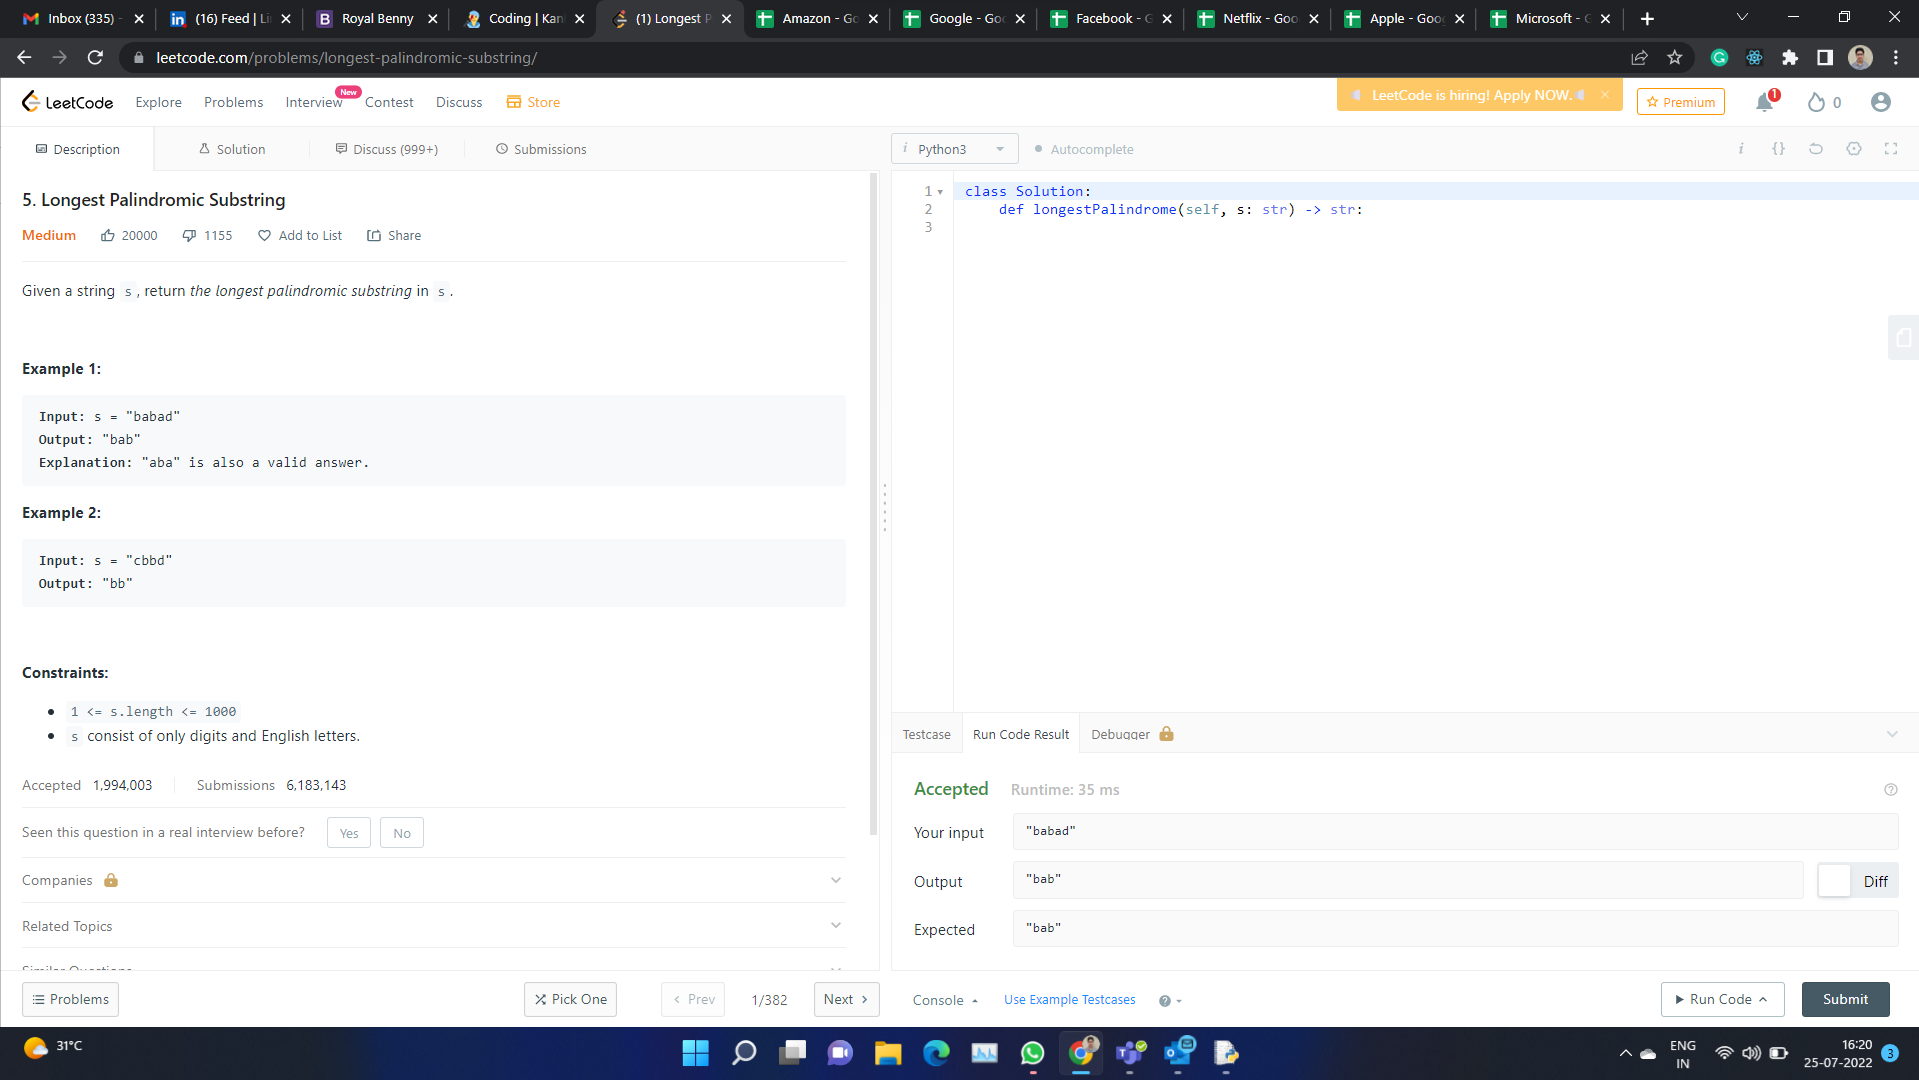 Inbox (335) -
(16) Feed | Li
Royal Benny
Coding | Kan
(1) Longest P
Amazon - Go
Google - Goo
Facebook - G
Netflix - Goo
Apple - Goog
Microsoft - G
leetcode.com/problems/longest-palindromic-substring/
LeetCode
Explore
Problems
Interview
New
Contest
Discuss
Store
LeetCode is hiring! Apply NOW.
Premium
1
0
Description
Solution
Discuss (999+)
Submissions
i Python3
Autocomplete
5. Longest Palindromic Substring
Medium
20000
1155
Add to List
Share
Given a string s, return the longest palindromic substring in s.
Example 1:
Input: s = "babad"
Output: "bab"
Explanation: "aba" is also a valid answer.
Example 2:
Input: s = "cbbd"
Output: "bb"
Constraints:
1 <= s.length <= 1000
s consist of only digits and English letters.
Accepted 1,994,003
Submissions 6,183,143
Seen this question in a real interview before?
Yes
No
Companies
Related Topics
Similar Questions
Problems
Pick One
< Prev
1/382
Next >
1 class Solution:
2 def longestPalindrome(self, s: str) -> str:
3
Testcase
Run Code Result
Debugger
Accepted
Runtime: 35 ms
Your input
"babad"
Output
"bab"
Diff
Expected
"bab"
Console
Use Example Testcases
Run Code
Submit
31°C
ENG
IN
16:20
25-07-2022
3